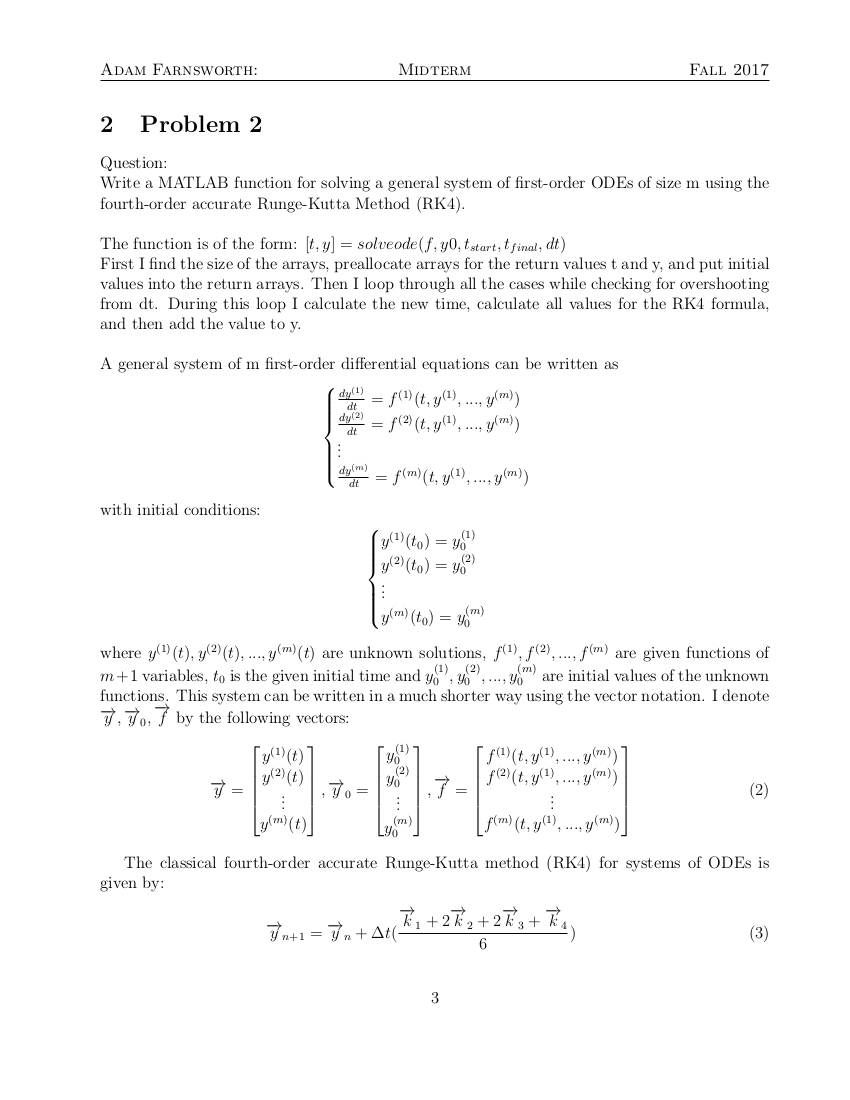 Adam Farnsworth: Midterm Fall 2017
2 Problem 2
Question:
Write a MATLAB function for solving a general system of first-order ODEs of size m using the
fourth-order accurate Runge-Kutta Method (RK4).
The function is of the form: [t, y] = solveode(f, y0, t_{start}, t_{final}, dt)
First I find the size of the arrays, preallocate arrays for the return values t and y, and put initial
values into the return arrays. Then I loop through all the cases while checking for overshooting
from dt. During this loop I calculate the new time, calculate all values for the RK4 formula,
and then add the value to y.
A general system of m first-order differential equations can be written as
\begin{cases} \frac{dy^{(1)}}{dt} = f^{(1)}(t, y^{(1)}, ..., y^{(m)})
\frac{dy^{(2)}}{dt} = f^{(2)}(t, y^{(1)}, ..., y^{(m)})
\vdots
\frac{dy^{(m)}}{dt} = f^{(m)}(t, y^{(1)}, ..., y^{(m)}) \end{cases}
with initial conditions:
\begin{cases} y^{(1)}(t_0) = y_0^{(1)}
y^{(2)}(t_0) = y_0^{(2)}
\vdots
y^{(m)}(t_0) = y_0^{(m)} \end{cases}
where y^{(1)}(t), y^{(2)}(t), ..., y^{(m)}(t) are unknown solutions, f^{(1)}, f^{(2)}, ..., f^{(m)} are given functions of
m+1 variables, t_0 is the given initial time and y_0^{(1)}, y_0^{(2)}, ..., y_0^{(m)} are initial values of the unknown
functions. This system can be written in a much shorter way using the vector notation. I denote
\overrightarrow{y}, \overrightarrow{y}_0, \overrightarrow{f} by the following vectors:
\overrightarrow{y} = \begin{bmatrix} y^{(1)}(t) \\ y^{(2)}(t) \\ \vdots \\ y^{(m)}(t) \end{bmatrix}, \overrightarrow{y}_0 = \begin{bmatrix} y_0^{(1)} \\ y_0^{(2)} \\ \vdots \\ y_0^{(m)} \end{bmatrix}, \overrightarrow{f} = \begin{bmatrix} f^{(1)}(t, y^{(1)}, ..., y^{(m)}) \\ f^{(2)}(t, y^{(1)}, ..., y^{(m)}) \\ \vdots \\ f^{(m)}(t, y^{(1)}, ..., y^{(m)}) \end{bmatrix} (2)
The classical fourth-order accurate Runge-Kutta method (RK4) for systems of ODEs is
given by:
\overrightarrow{y}_{n+1} = \overrightarrow{y}_n + \Delta t(\frac{\overrightarrow{k}_1 + 2\overrightarrow{k}_2 + 2\overrightarrow{k}_3 + \overrightarrow{k}_4}{6}) (3)
3